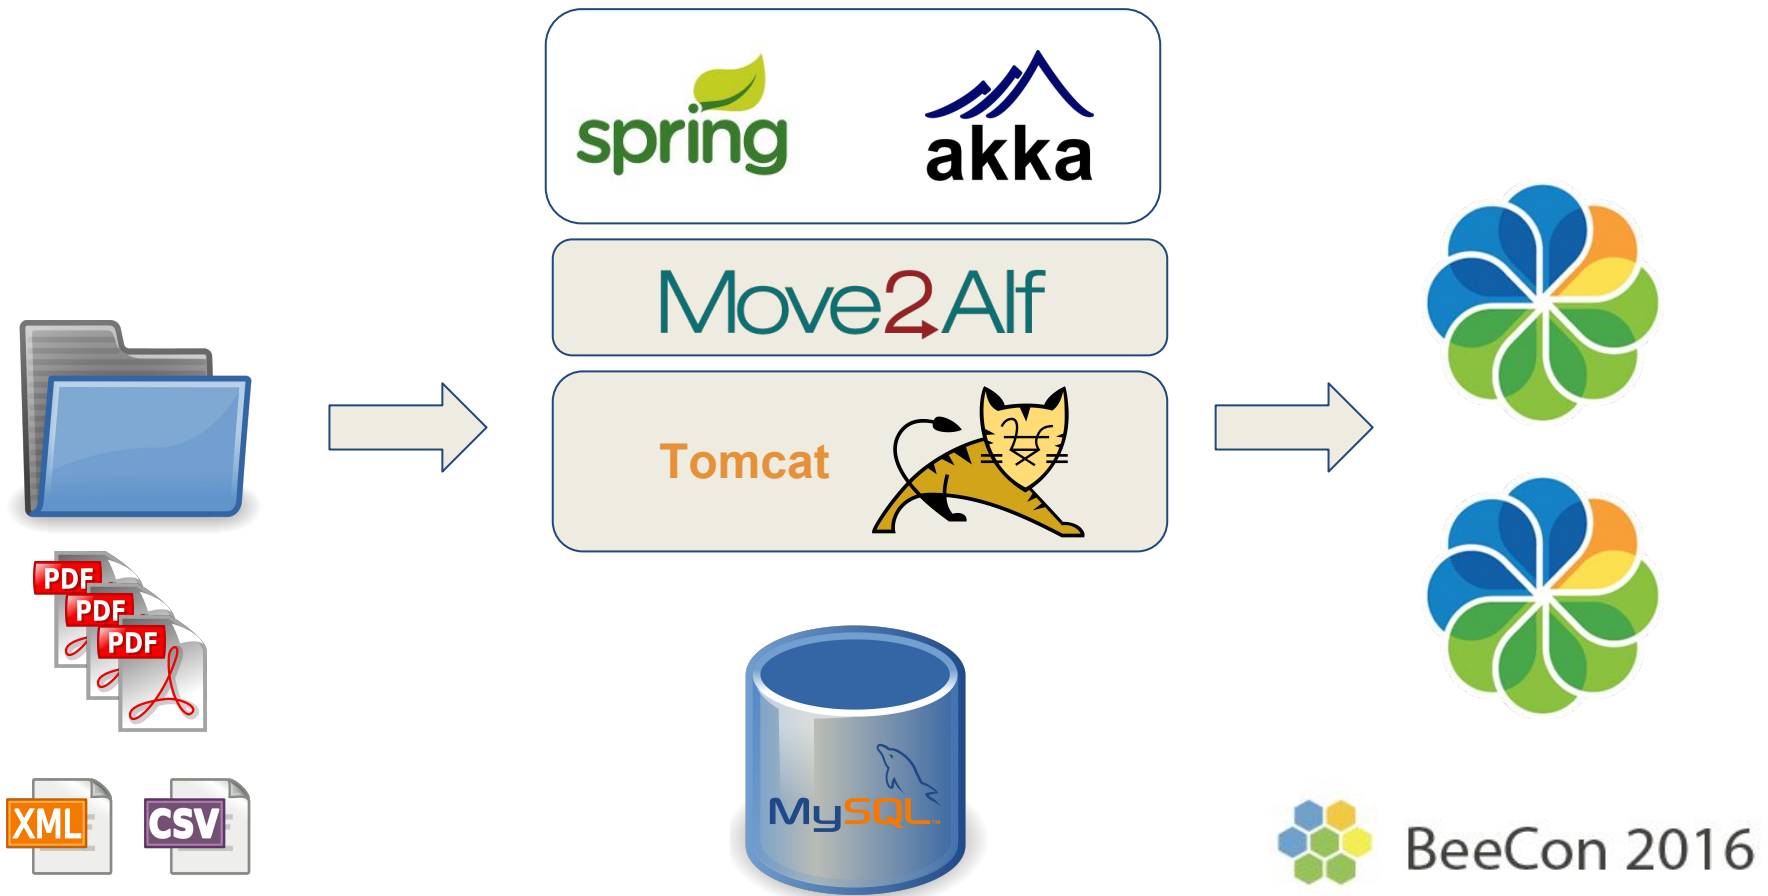 spring
akka
Move2Alf
Tomcat
PDF
PDF
PDF
XML
CSV
MySQL
BeeCon 2016